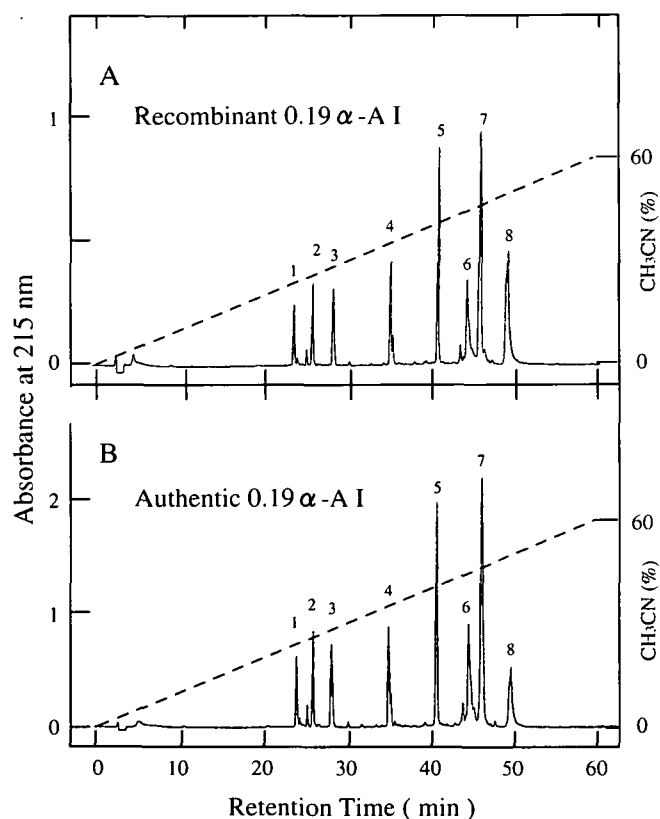 A
Recombinant 0.19 α-A I
1
0
1
2
3
4
5
6
7
8
60
0
CH₃CN (%)
Absorbance at 215 nm
B
Authentic 0.19 α-A I
2
1
0
1
2
3
4
5
6
7
8
60
0
CH₃CN (%)
0 10 20 30 40 50 60
Retention Time ( min )